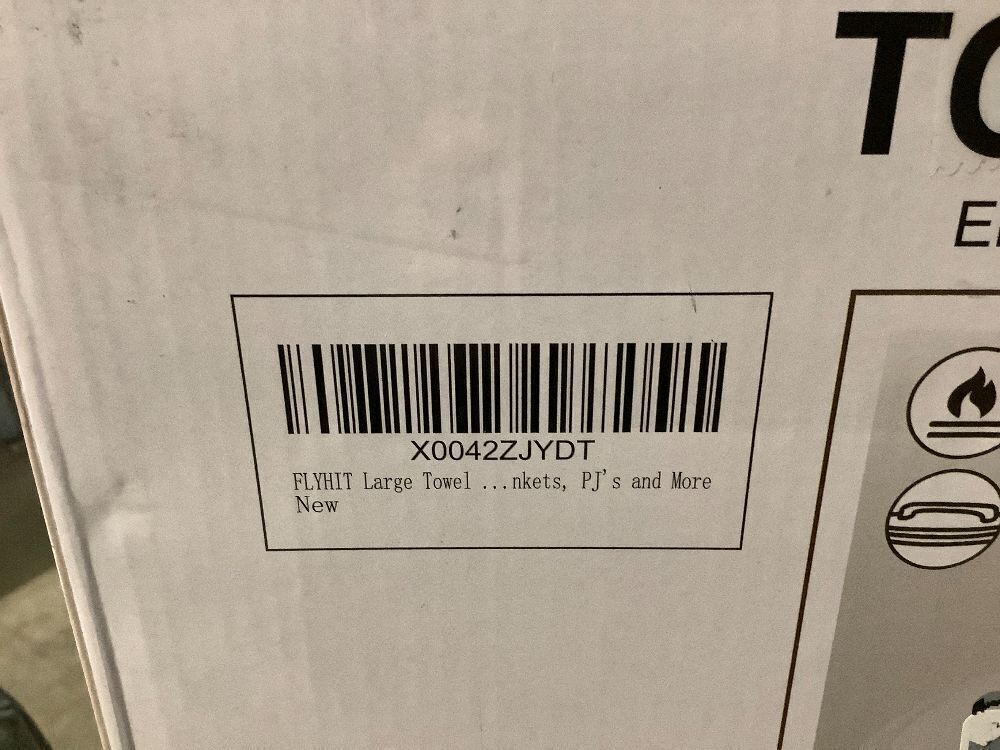 TO
E
X0042ZJYDT
FLYHIT Large Towel ...nkets, PJ's and More
New